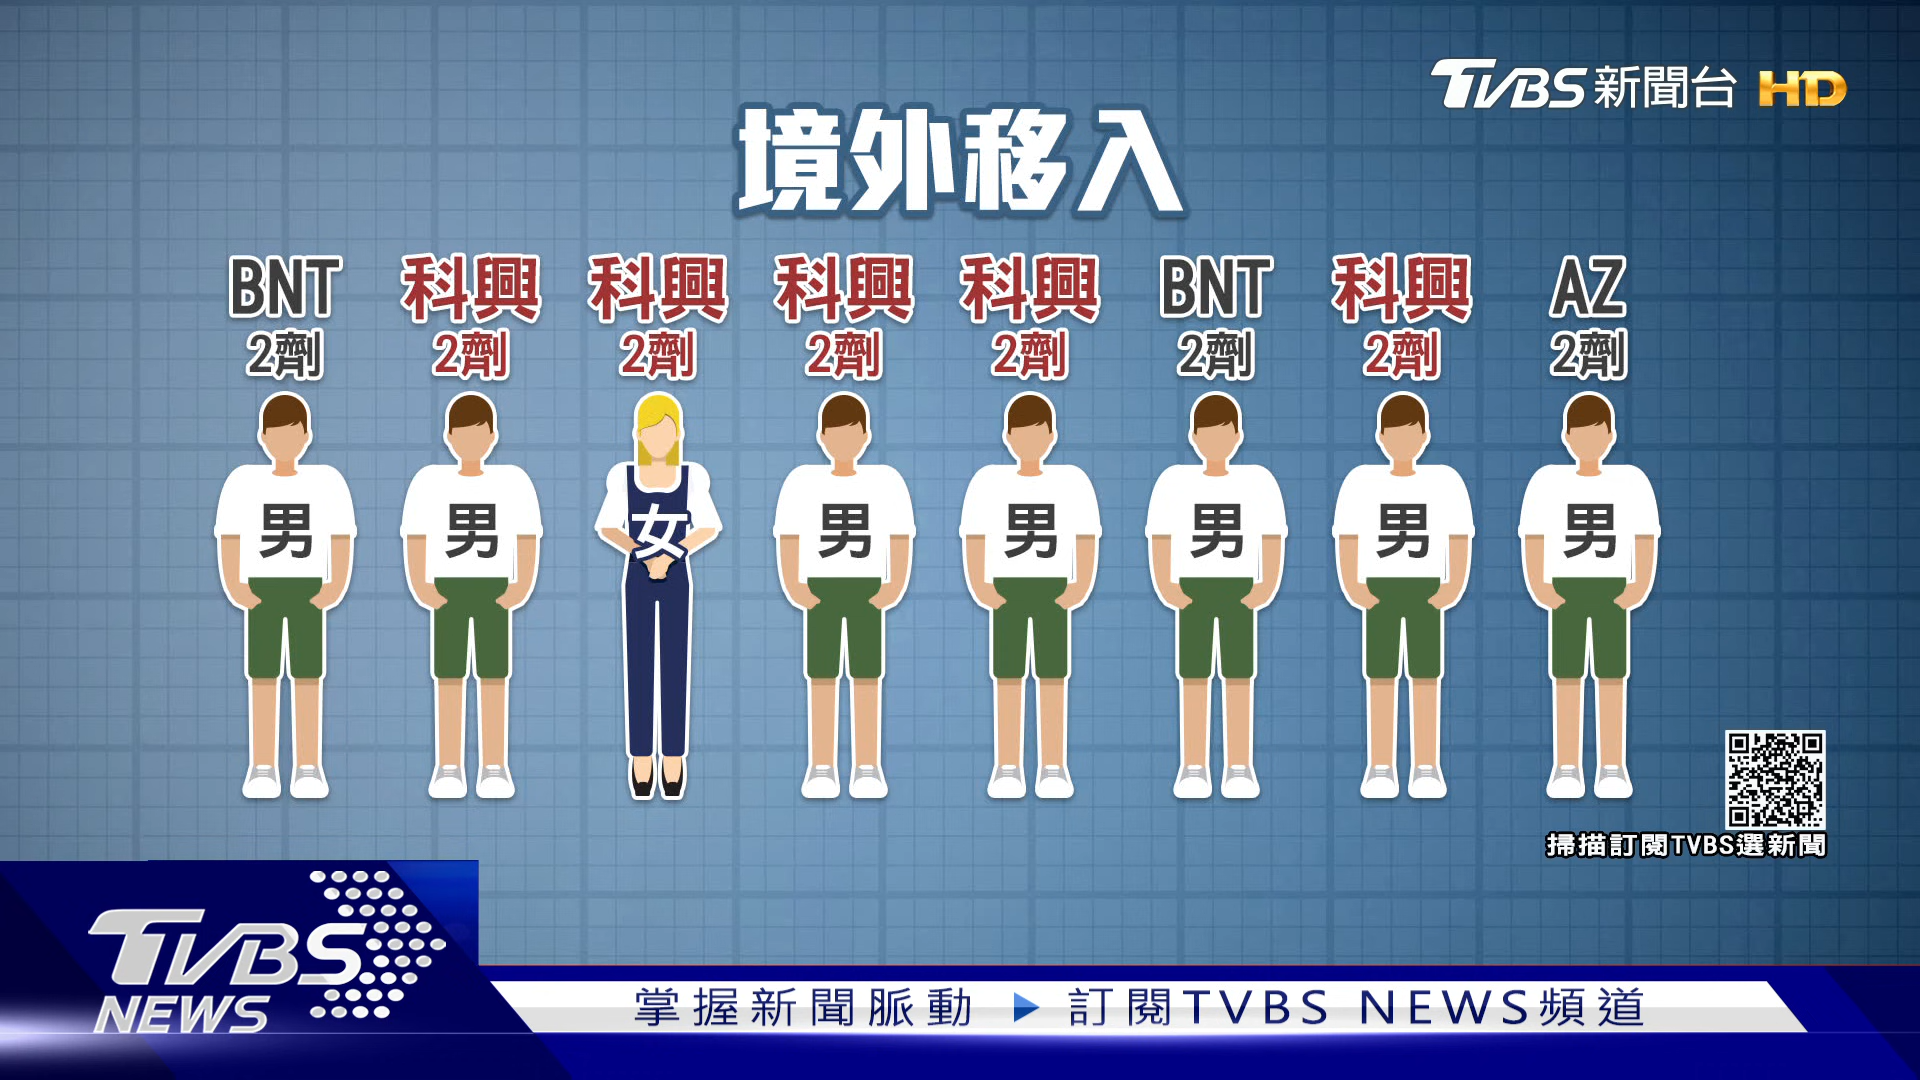 TVBS新聞台 HD
境外移入
BNT 科興 科興 科興 科興 BNT 科興 AZ
2劑 2劑 2劑 2劑 2劑 2劑 2劑 2劑
男 男 女 男 男 男 男 男
掃描訂閱TVBS選新聞
TVBS
NEWS
掌握新聞脈動 ▶ 訂閱TVBS NEWS頻道